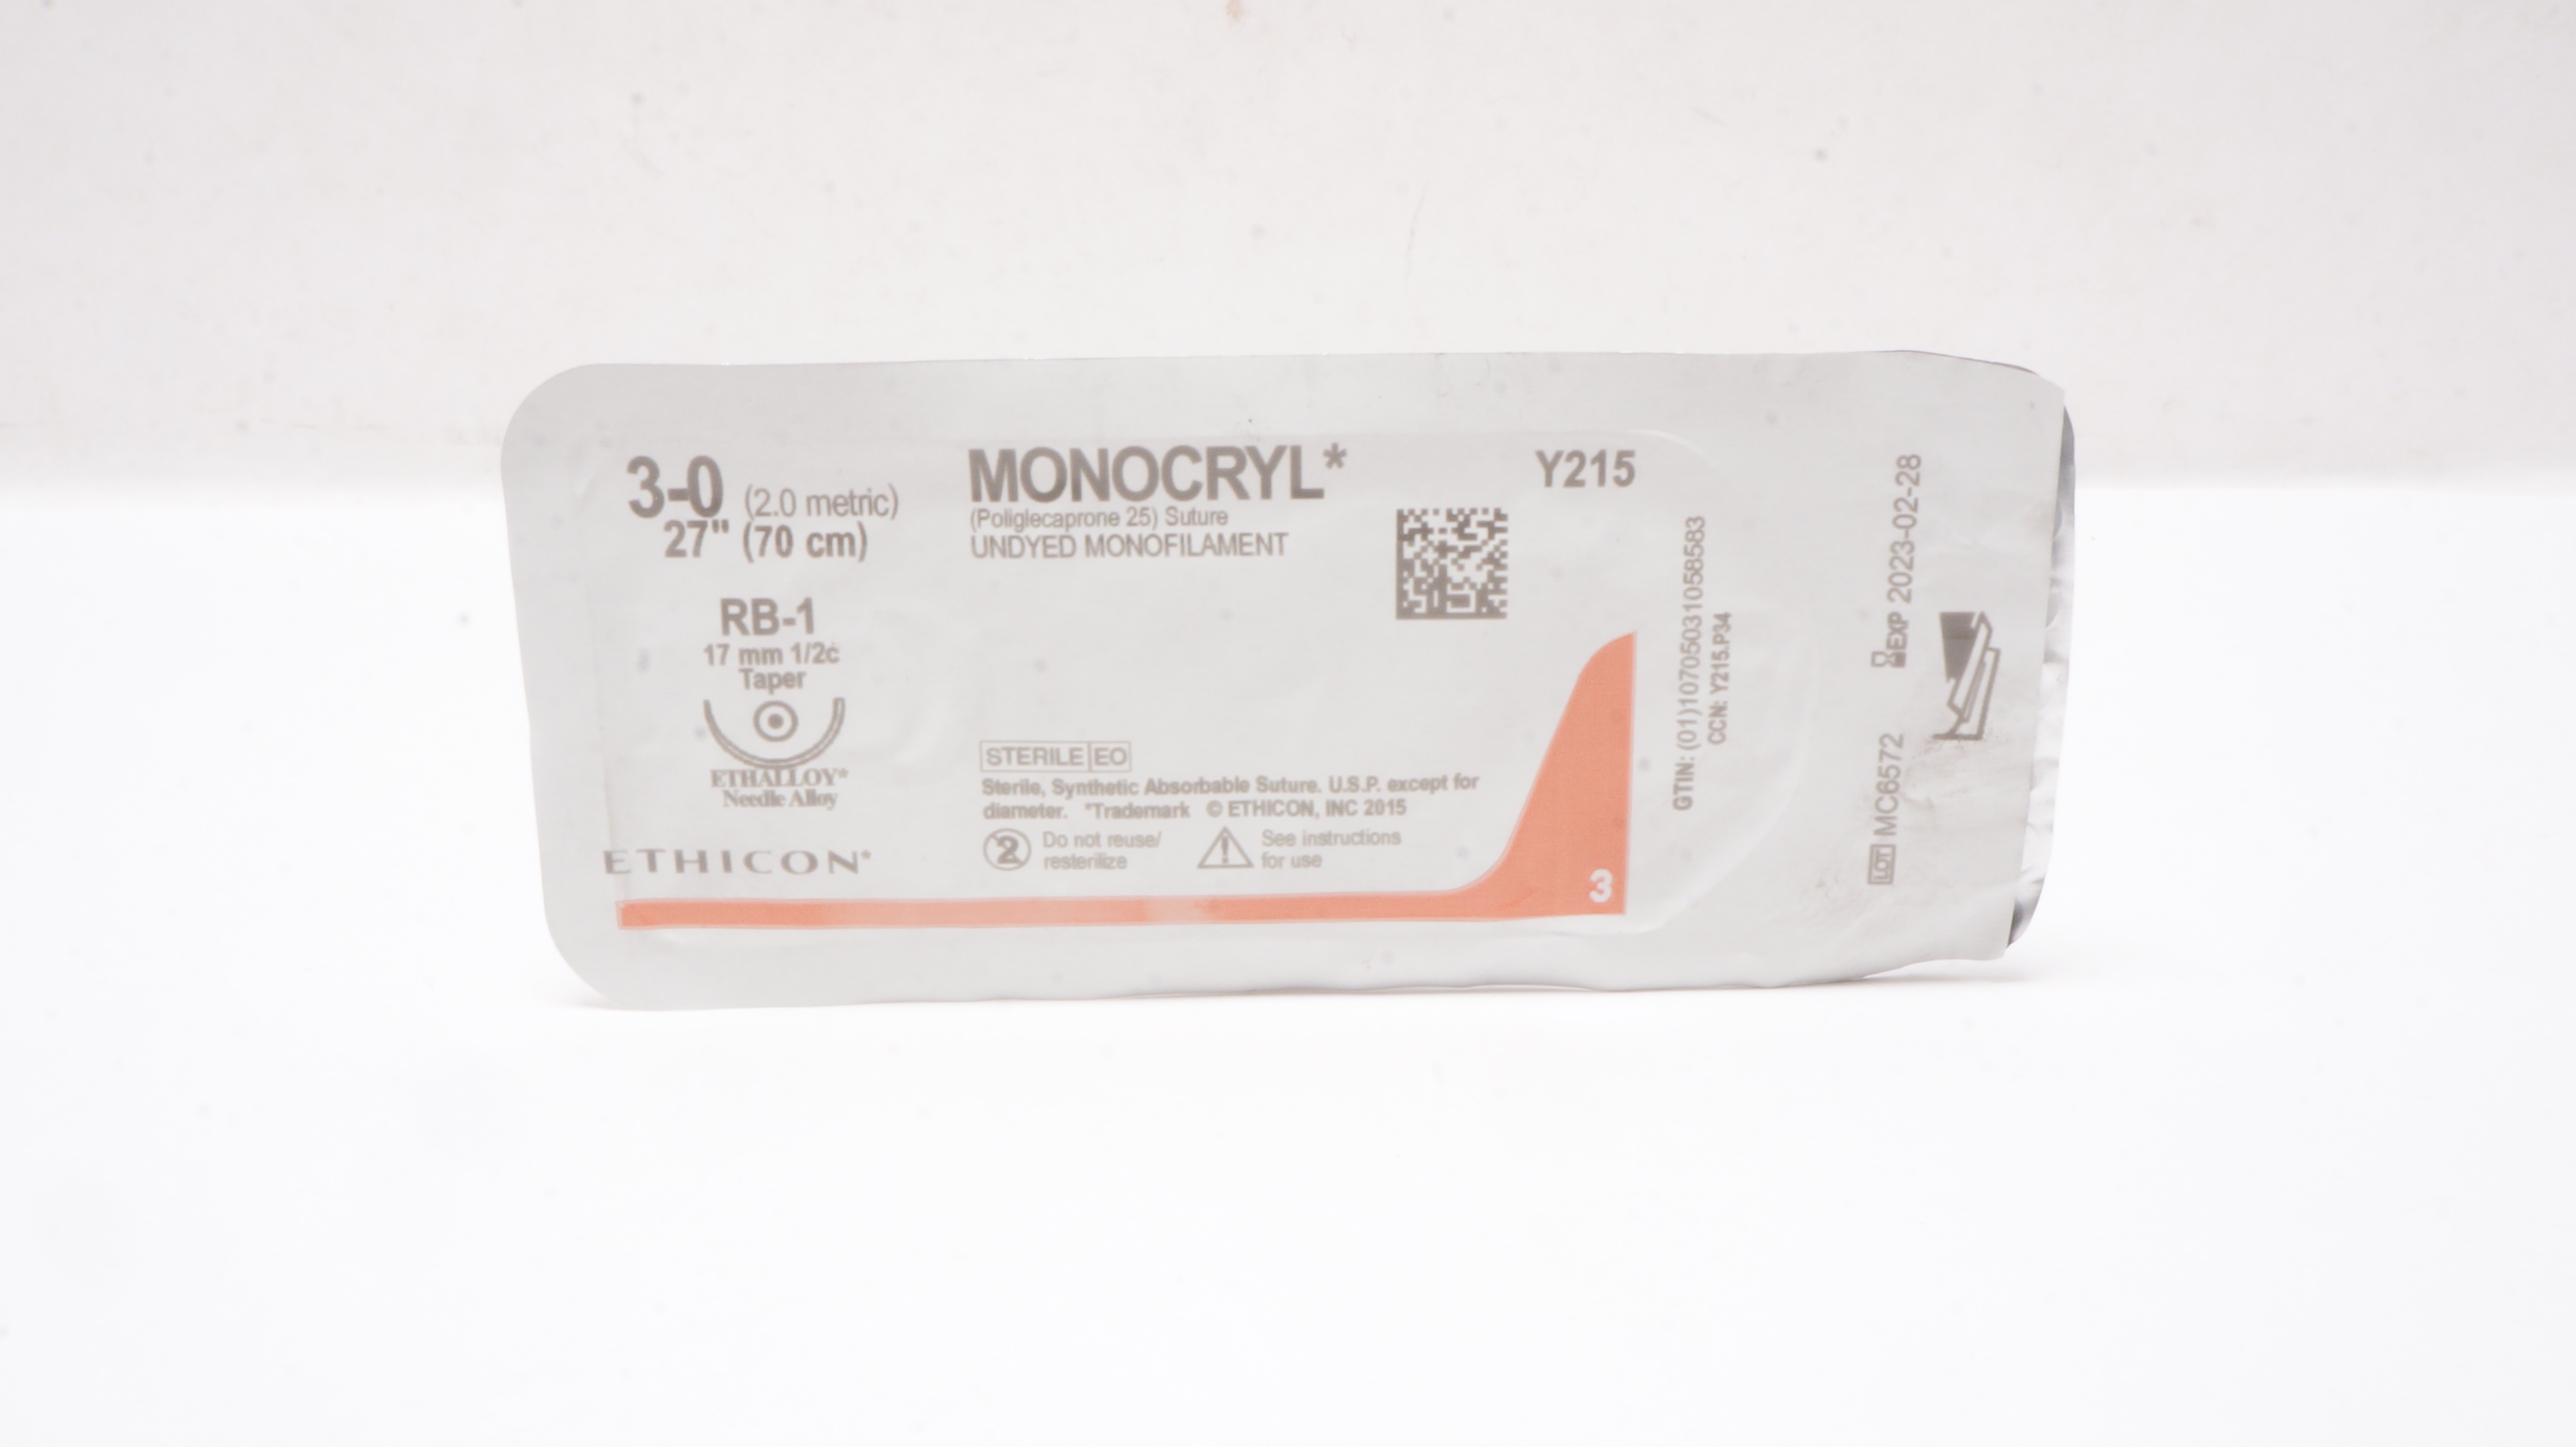 3-0 (2.0 metric)
27" (70 cm)
RB-1
17 mm 1/2c
Taper
ETHALLOY*
Needle Alloy
ETHICON*
MONOCRYL*
(Poliglecaprone 25) Suture
UNDYED MONOFILAMENT
STERILE EO
Sterile, Synthetic Absorbable Suture. U.S.P. except for
diameter. *Trademark © ETHICON, INC 2015
2 Do not reuse/
resterilize
! See instructions
for use
Y215
3
GTIN: (01)10705031058583
CCN: Y215.P34
EXP 2023-02-28
LOT MC6572